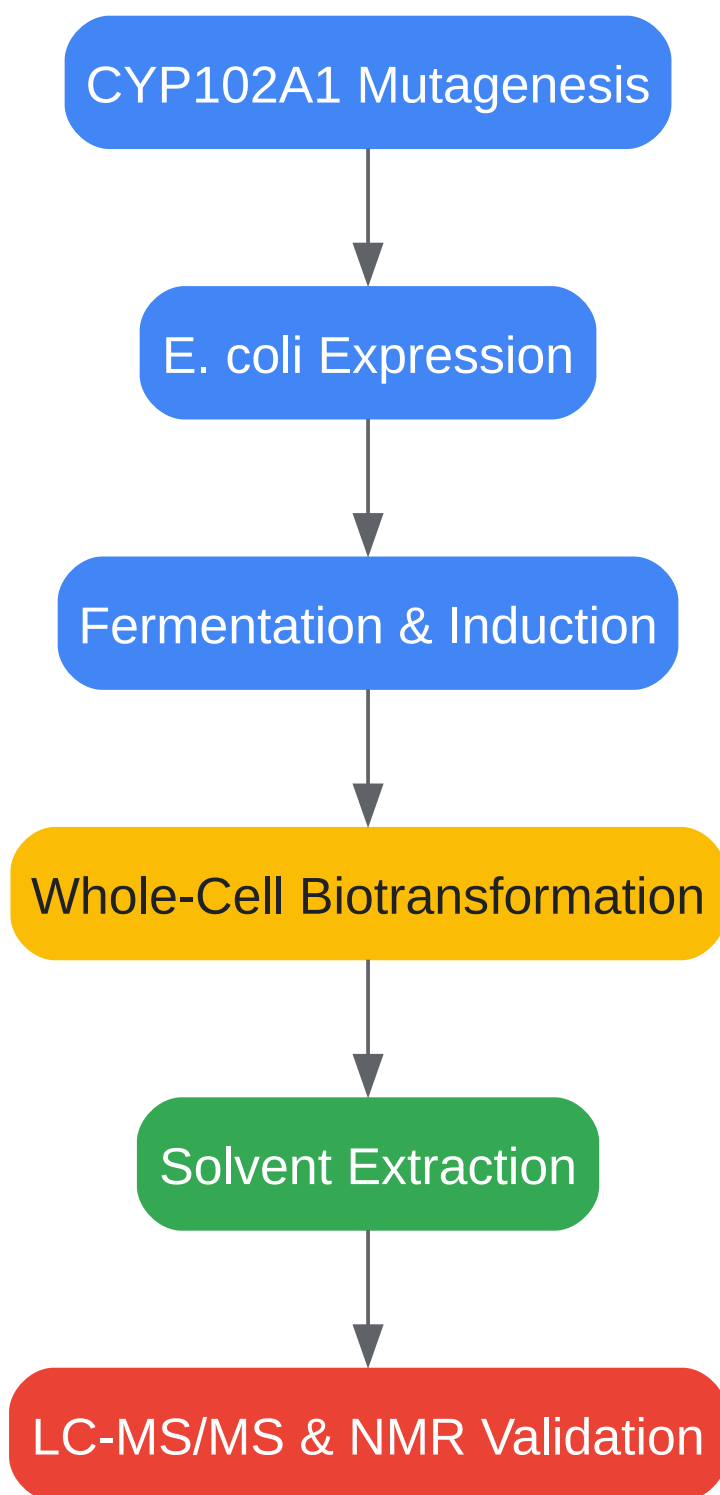 CYP102A1 Mutagenesis
E. coli Expression
Fermentation & Induction
Whole-Cell Biotransformation
Solvent Extraction
LC-MS/MS & NMR Validation